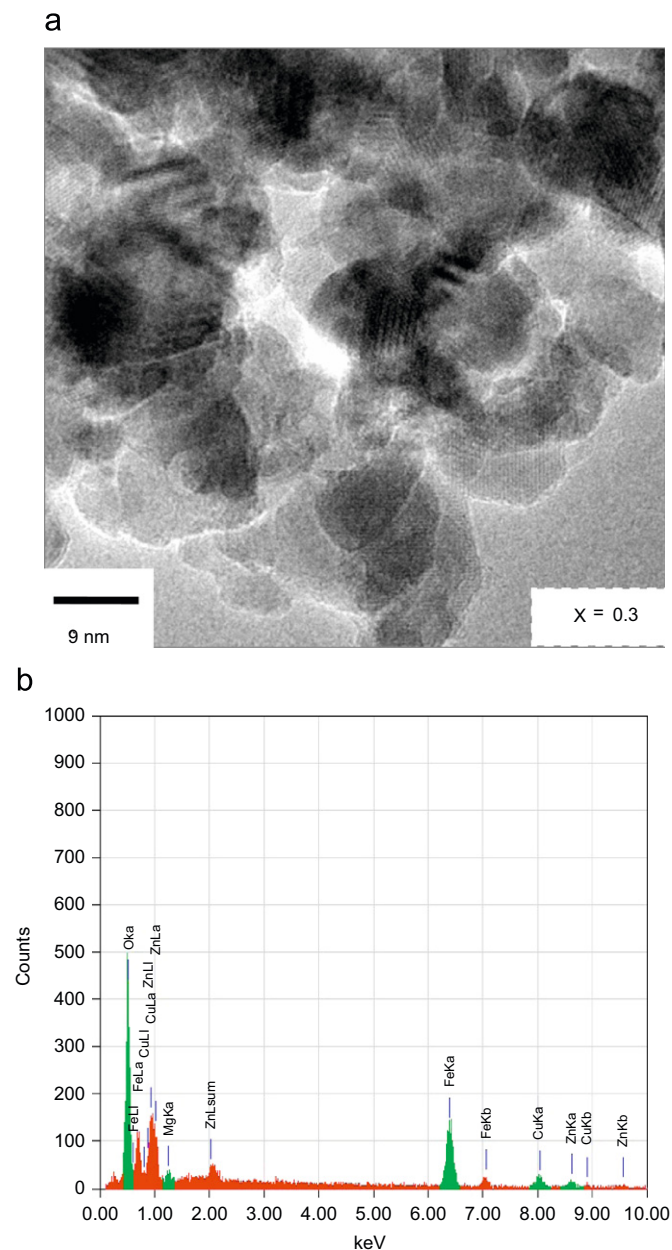 a
9 nm
X = 0.3
b
1000
900
800
700
600
500
400
300
200
100
0
Counts
Oka
FeLl
FeLa
CuLl
CuLa
ZnLl
ZnLa
MgKa
ZnLsum
FeKa
FeKb
CuKa
ZnKa
CuKb
ZnKb
0.00 1.00 2.00 3.00 4.00 5.00 6.00 7.00 8.00 9.00 10.00
keV